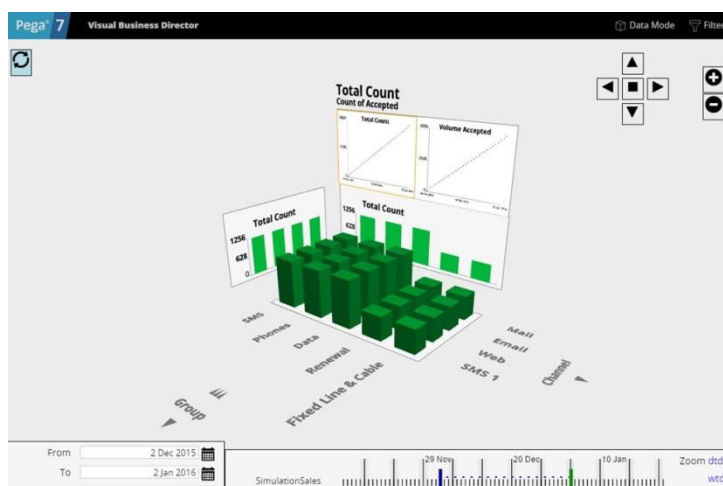 Pega® 7 Visual Business Director Data Mode Filter
Total Count
Count of Accepted
Total Count
Volume Accepted
Total Count
1256
628
0
Total Count
1256
628
SMS
Phones
Data
Renewal
Fixed Line & Cable
Group
Mail
Email
Web
SMS 1
Channel
From 2 Dec 2015
To 2 Jan 2016
29 Nov 20 Dec 10 Jan
SimulationSales
Zoom dtd
wtd